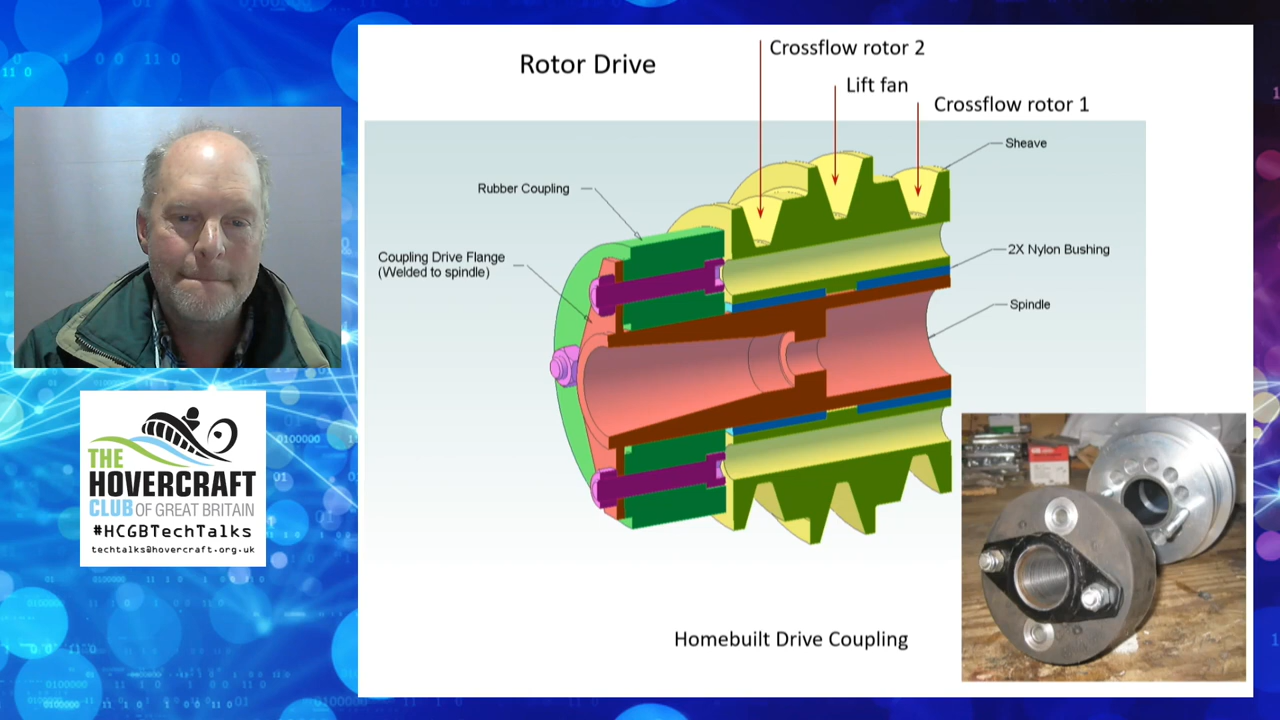 Rotor Drive
Crossflow rotor 2
Lift fan
Crossflow rotor 1
Sheave
Rubber Coupling
Coupling Drive Flange
(Welded to spindle)
2X Nylon Bushing
Spindle
Homebuilt Drive Coupling
THE
HOVERCRAFT
CLUB OF GREAT BRITAIN
#HCGBTechTalks
techtalks@hovercraft.org.uk